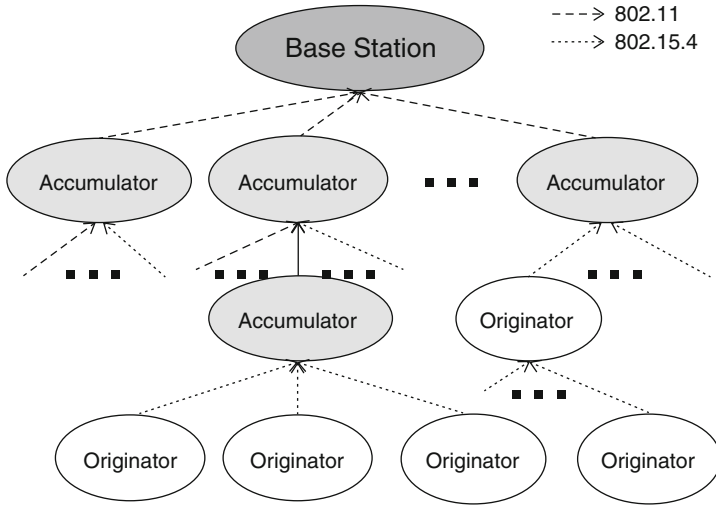 802.11
802.15.4
Base Station
Accumulator
Accumulator
Accumulator
Accumulator
Originator
Originator
Originator
Originator
Originator